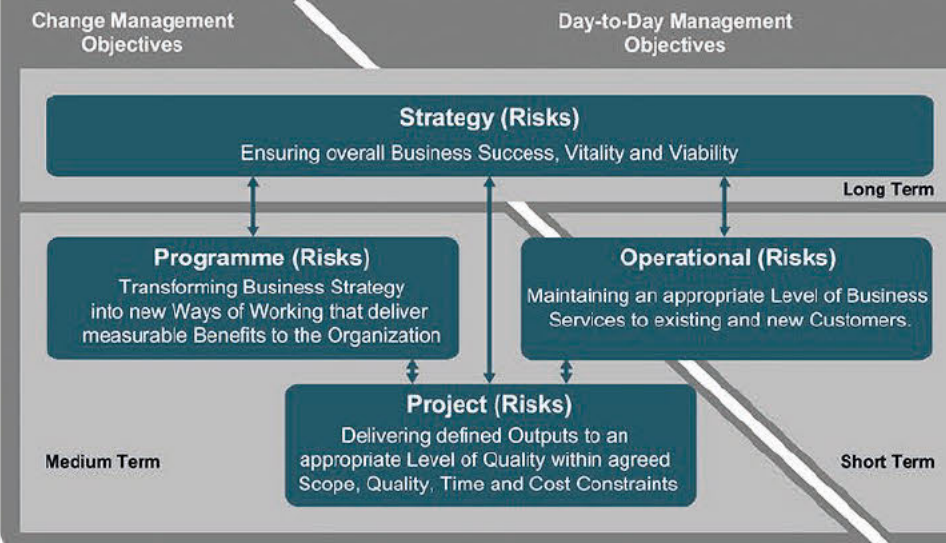 Change Management
Objectives
Day-to-Day Management
Objectives
Strategy (Risks)
Ensuring overall Business Success, Vitality and Viability
Long Term
Programme (Risks)
Transforming Business Strategy
into new Ways of Working that deliver
measurable Benefits to the Organization
Operational (Risks)
Maintaining an appropriate Level of Business
Services to existing and new Customers.
Project (Risks)
Delivering defined Outputs to an
appropriate Level of Quality within agreed
Scope, Quality, Time and Cost Constraints
Medium Term
Short Term